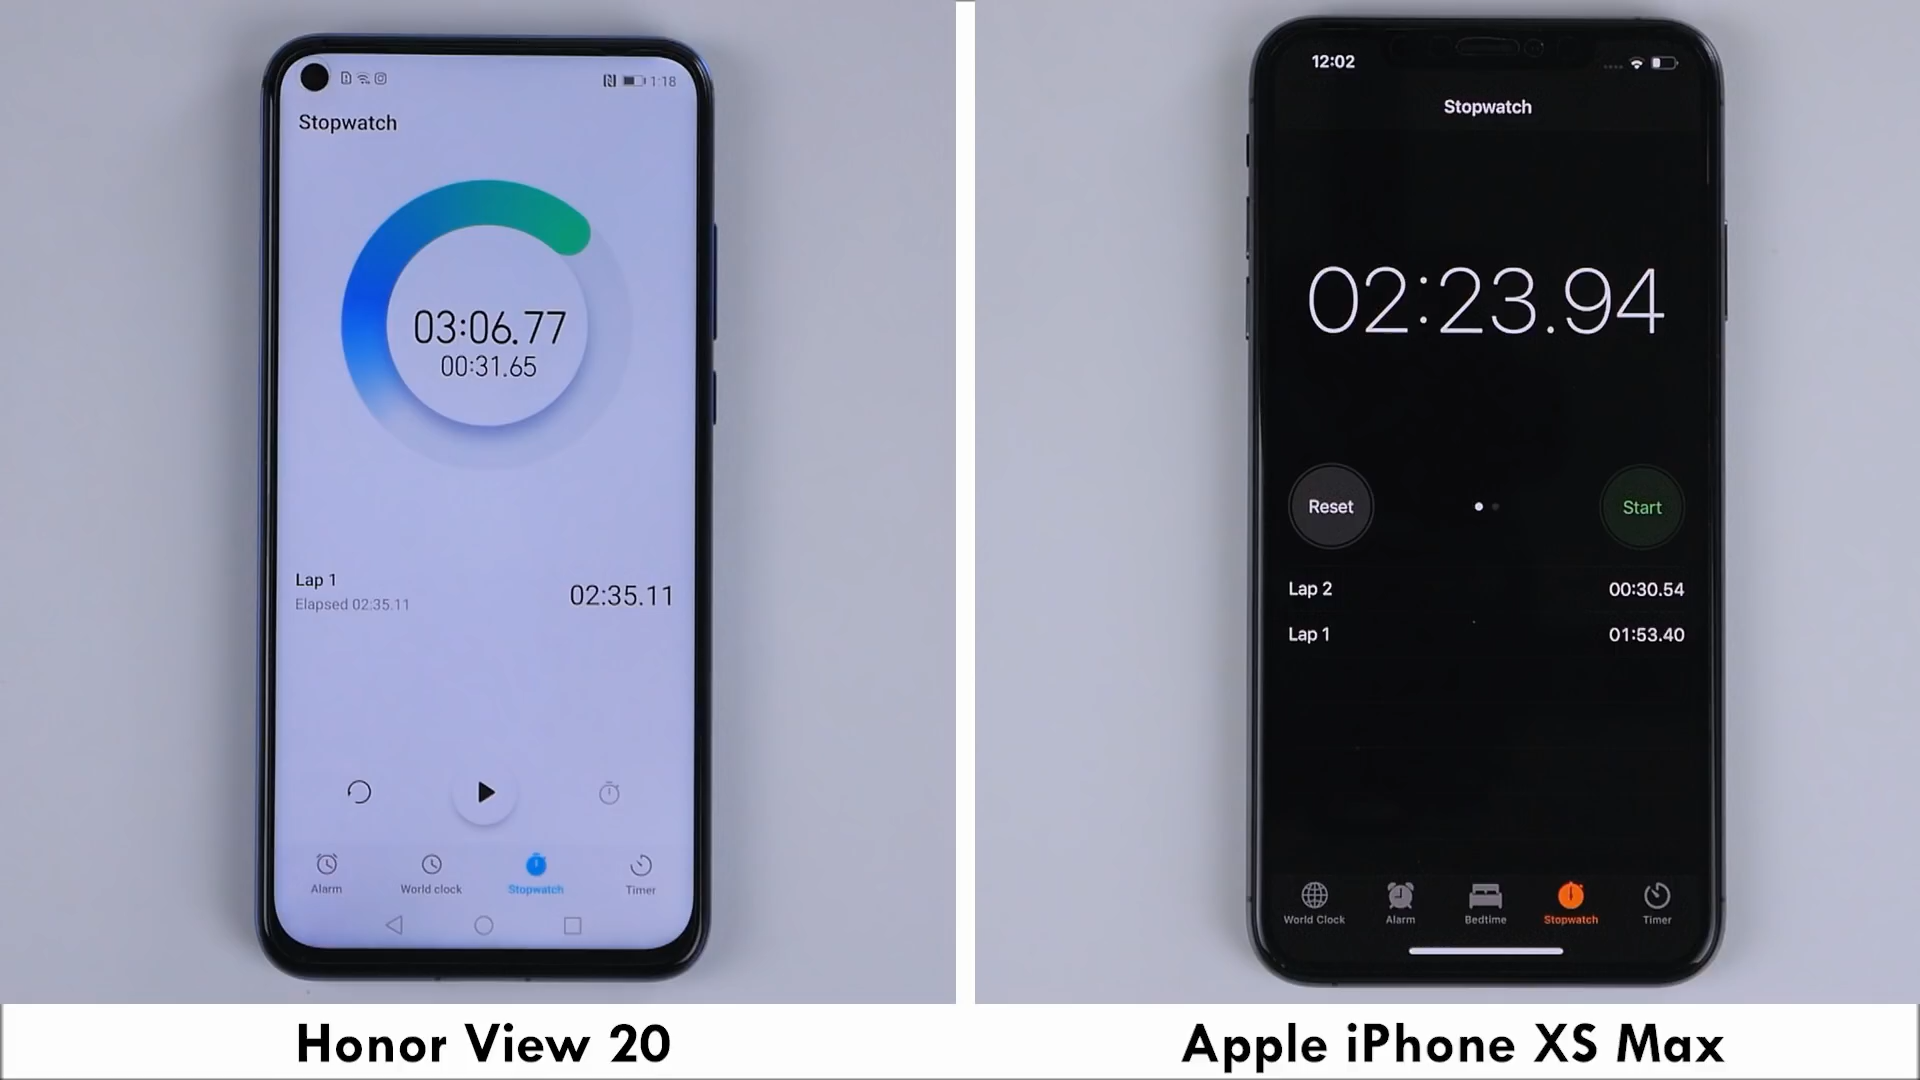 1:18
Stopwatch
03:06.77
00:31.65
Lap 1
Elapsed 02:35.11
02:35.11
Alarm
World clock
Stopwatch
Timer
12:02
Stopwatch
02:23.94
Reset
Start
Lap 2
00:30.54
Lap 1
01:53.40
World Clock
Alarm
Bedtime
Stopwatch
Timer
Honor View 20
Apple iPhone XS Max